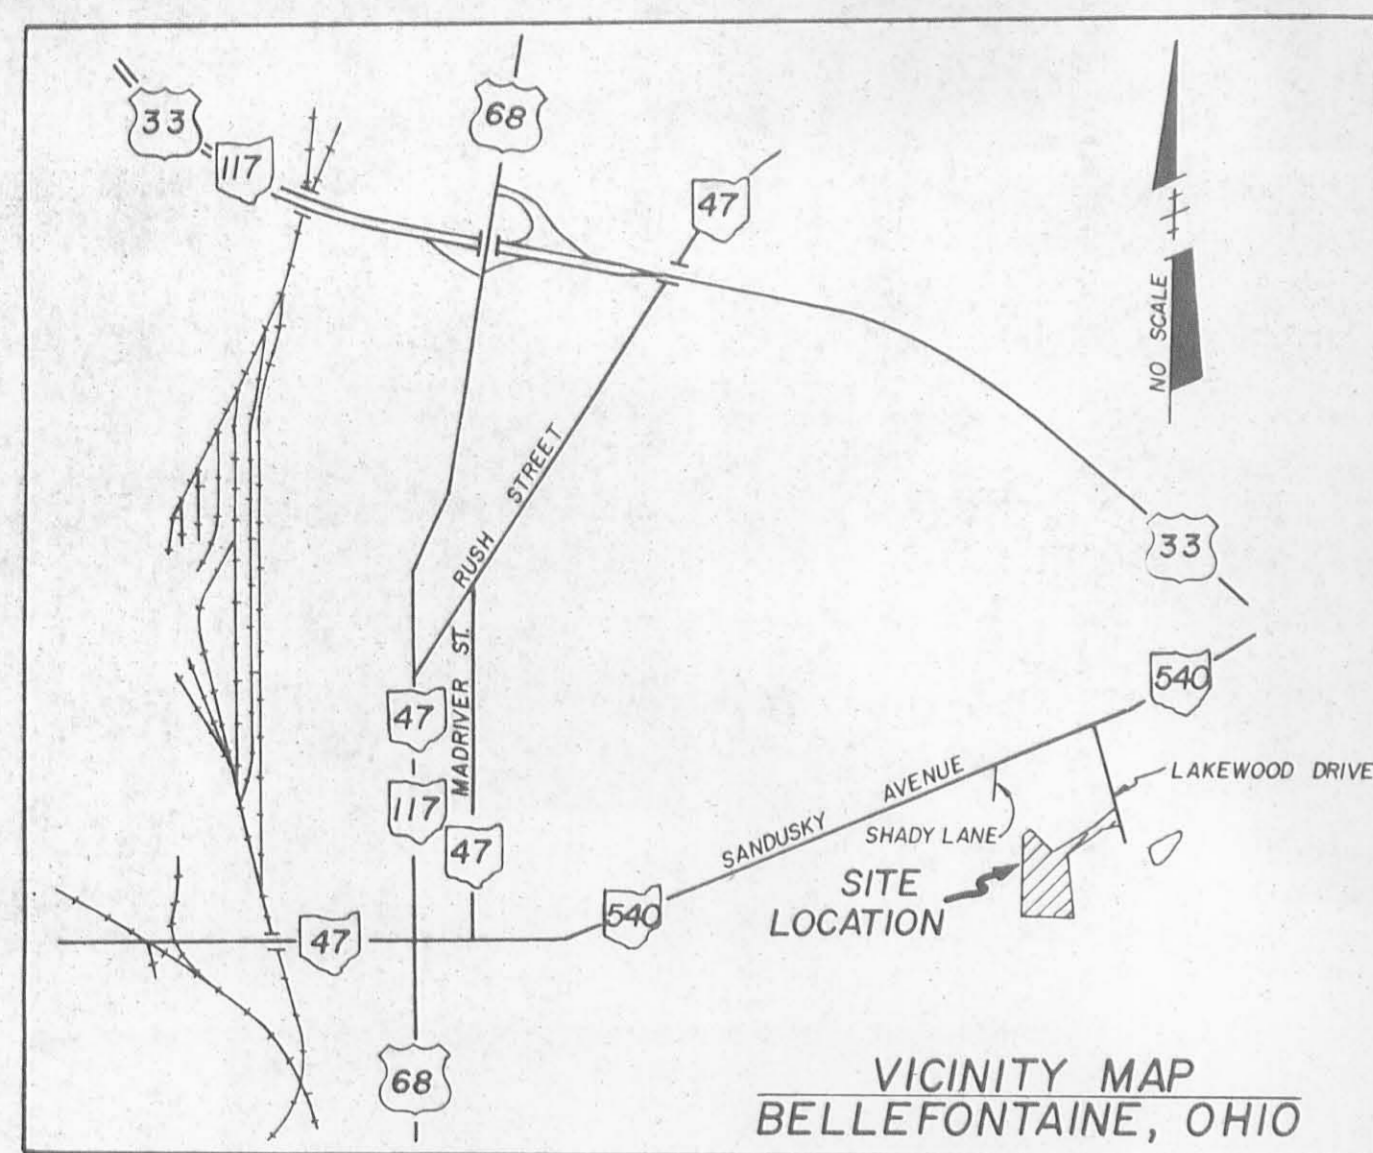 33
117
68
47
NO SCALE
RUSH STREET
33
MADRIVER ST.
47
117
47
540
SANDUSKY AVENUE
LAKEWOOD DRIVE
SHADY LANE
SITE
LOCATION
540
47
68
VICINITY MAP
BELLEFONTAINE, OHIO